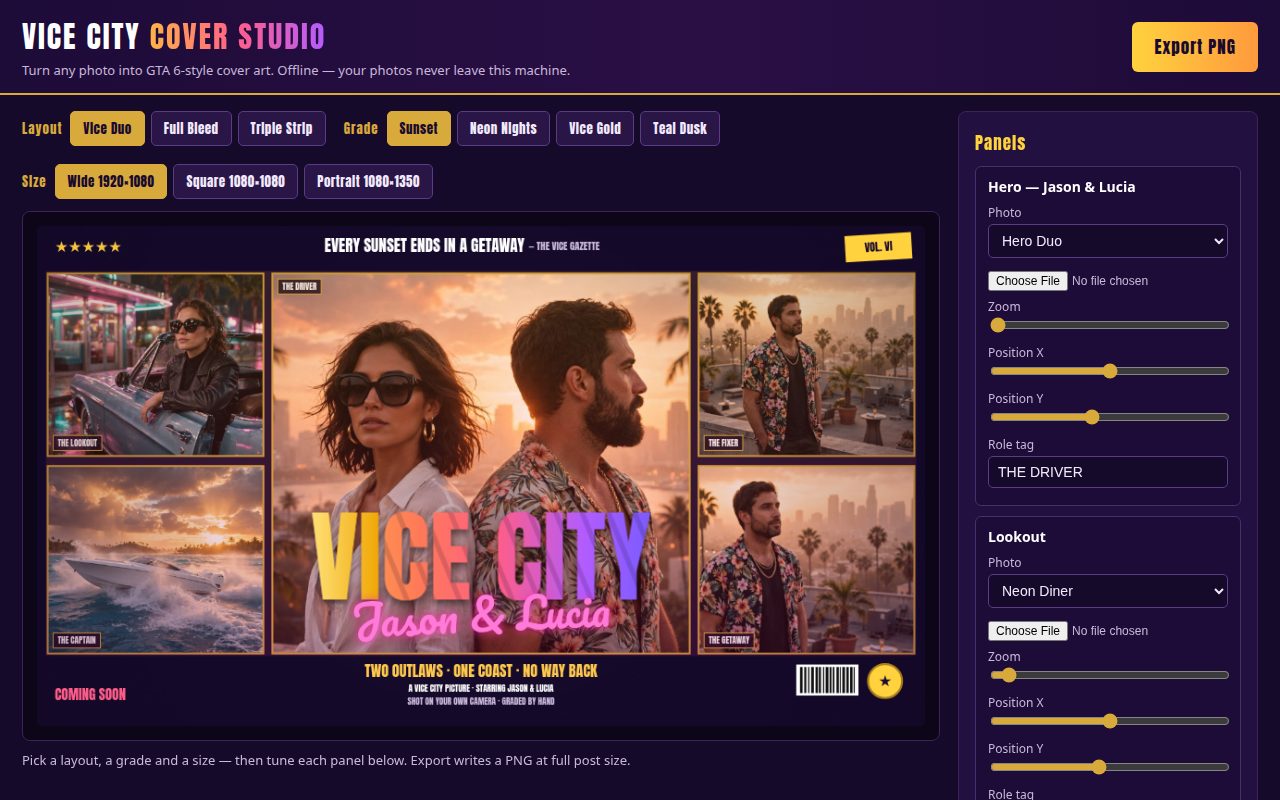 VICE CITY COVER STUDIO
Turn any photo into GTA 6-style cover art. Offline — your photos never leave this machine.
Export PNG
Layout Vice Duo Full Bleed Triple Strip Grade Sunset Neon Nights Vice Gold Teal Dusk
Size Wide 1920×1080 Square 1080×1080 Portrait 1080×1350
★★★★★
EVERY SUNSET ENDS IN A GETAWAY – THE VICE GAZETTE
VOL. VI
THE DRIVER
THE LOOKOUT
THE FIXER
VICE CITY
Jason & Lucia
THE CAPTAIN
THE GETAWAY
TWO OUTLAWS · ONE COAST · NO WAY BACK
A VICE CITY PICTURE · STARRING JASON & LUCIA
SHOT ON YOUR OWN CAMERA · GRADED BY HAND
COMING SOON
★
Pick a layout, a grade and a size — then tune each panel below. Export writes a PNG at full post size.
Panels
Hero — Jason & Lucia
Photo
Hero Duo
Choose File No file chosen
Zoom
Position X
Position Y
Role tag
THE DRIVER
Lookout
Photo
Neon Diner
Choose File No file chosen
Zoom
Position X
Position Y
Role tag